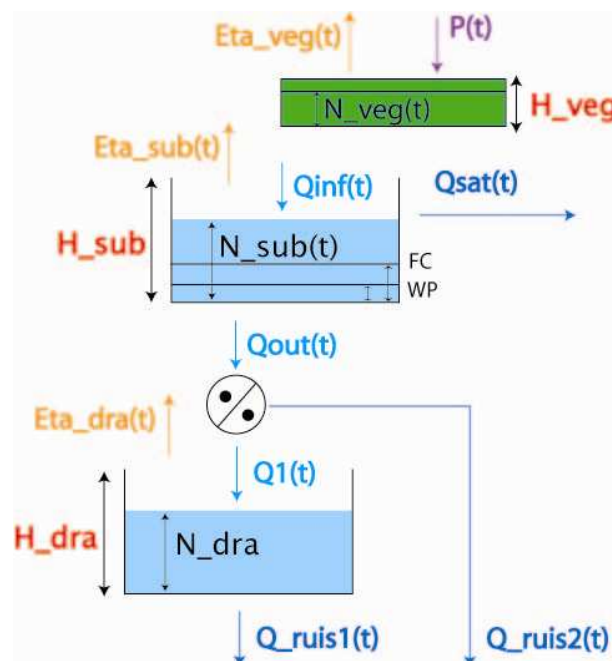 Eta_veg(t)
P(t)
N_veg(t)
H_veg
Eta_sub(t)
Qinf(t)
Qsat(t)
H_sub
N_sub(t)
FC
WP
Qout(t)
Eta_dra(t)
Q1(t)
H_dra
N_dra
Q_ruis1(t)
Q_ruis2(t)